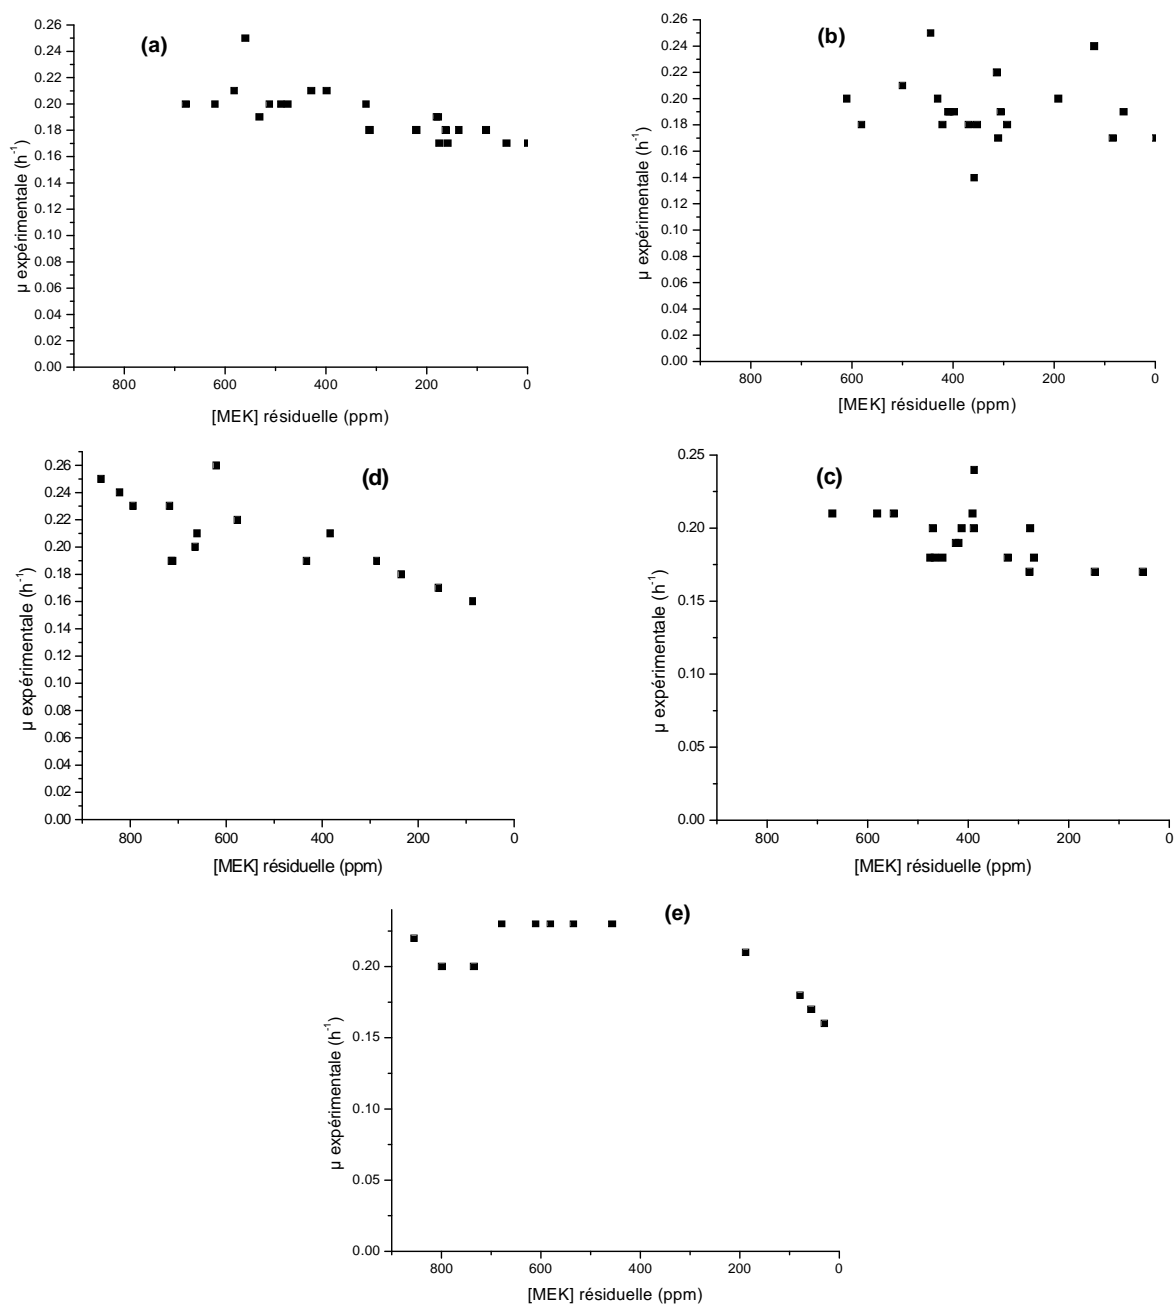 (a)
0.26
0.24
0.22
0.20
0.18
0.16
0.14
0.12
0.10
0.08
0.06
0.04
0.02
0.00
µ expérimentale (h⁻¹)
800 600 400 200 0
[MEK] résiduelle (ppm)
(b)
0.26
0.24
0.22
0.20
0.18
0.16
0.14
0.12
0.10
0.08
0.06
0.04
0.02
0.00
µ expérimentale (h⁻¹)
800 600 400 200 0
[MEK] résiduelle (ppm)
(d)
0.26
0.24
0.22
0.20
0.18
0.16
0.14
0.12
0.10
0.08
0.06
0.04
0.02
0.00
µ expérimentale (h⁻¹)
800 600 400 200 0
[MEK] résiduelle (ppm)
(c)
0.25
0.20
0.15
0.10
0.05
0.00
µ expérimentale (h⁻¹)
800 600 400 200 0
[MEK] résiduelle (ppm)
(e)
0.20
0.15
0.10
0.05
0.00
µ expérimentale (h⁻¹)
800 600 400 200 0
[MEK] résiduelle (ppm)